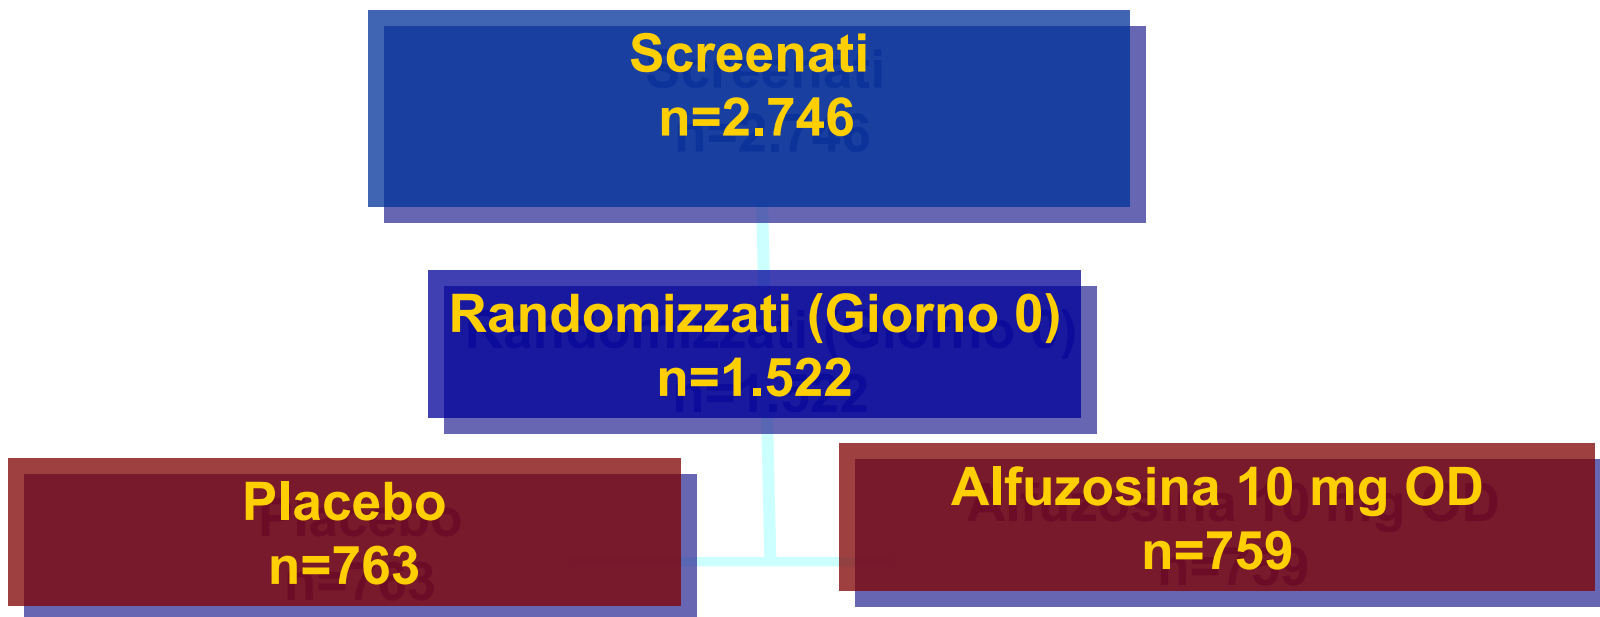 Screenati
n=2.746
Randomizzati (Giorno 0)
n=1.522
Placebo
n=763
Alfuzosina 10 mg OD
n=759